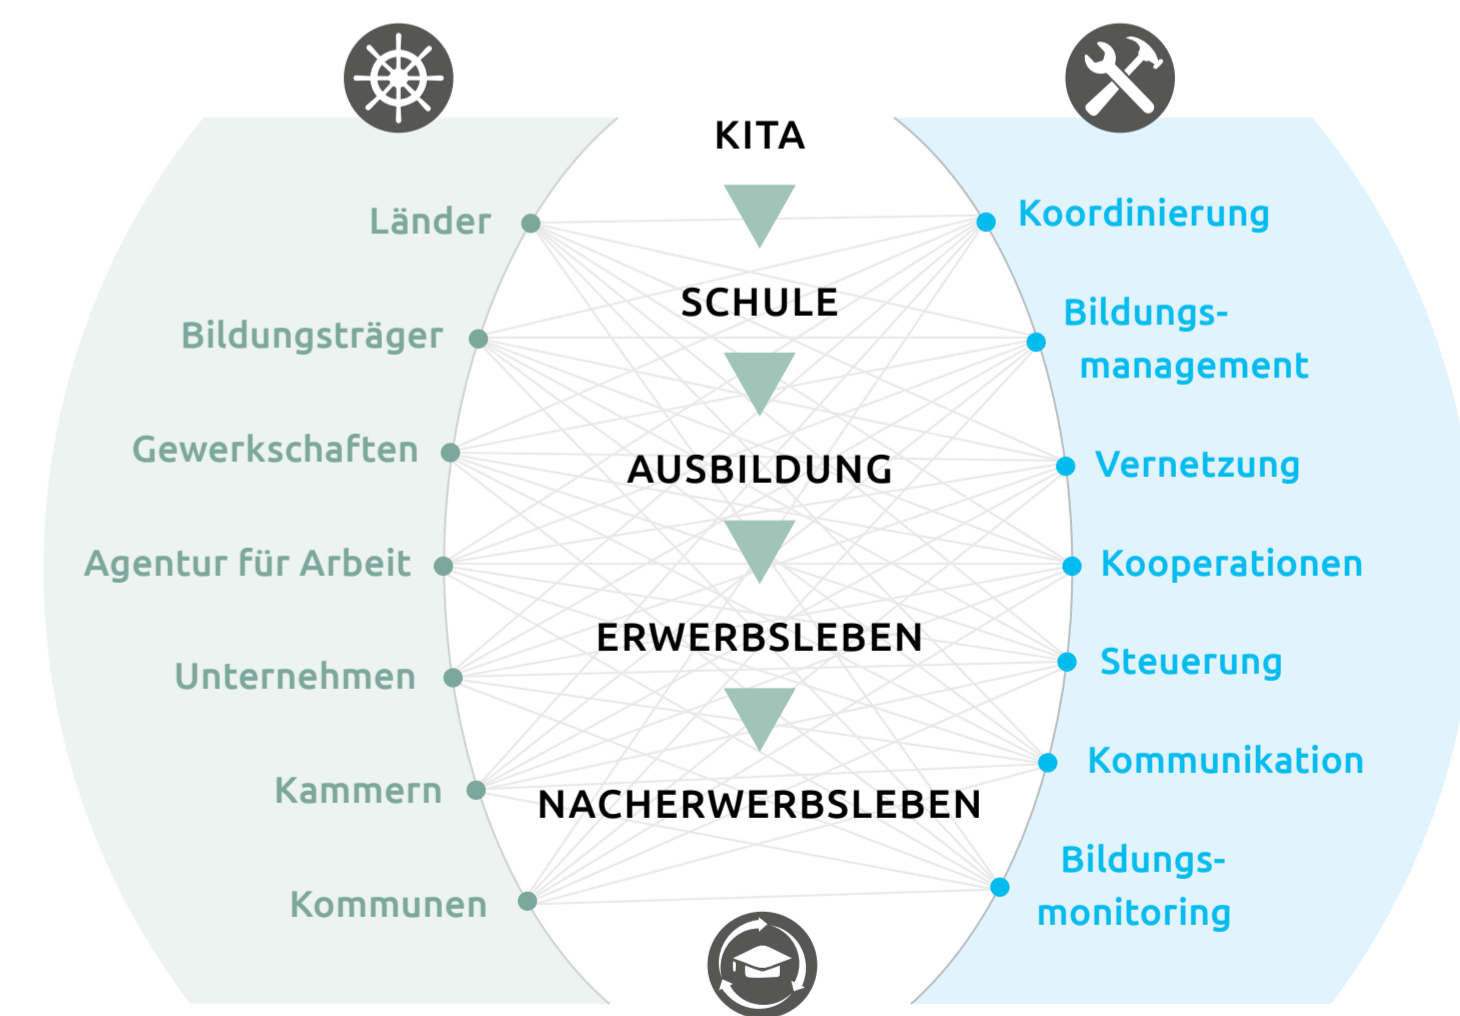 Länder
Bildungsträger
Gewerkschaften
Agentur für Arbeit
Unternehmen
Kammern
Kommunen
KITA
SCHULE
AUSBILDUNG
ERWERBSLEBEN
NACHERWERBSLEBEN
Koordinierung
Bildungs-
management
Vernetzung
Kooperationen
Steuerung
Kommunikation
Bildungs-
monitoring